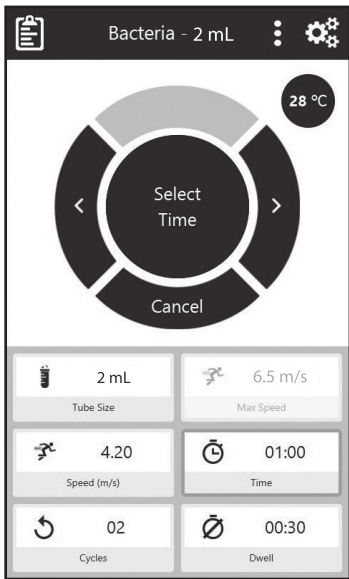 Bacteria - 2 mL
28 °C
Select
Time
Cancel
2 mL
Tube Size
6.5 m/s
Max Speed
4.20
Speed (m/s)
01:00
Time
02
Cycles
00:30
Dwell